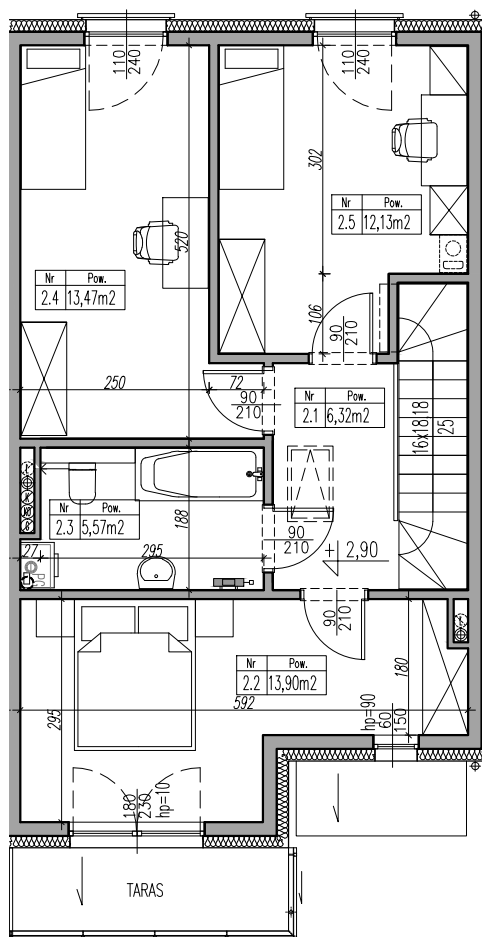 110
240
110
240
302
Nr Pow.
2.5 12,13m2
520
Nr Pow.
2.4 13,47m2
106
90
210
250
72
90
210
Nr Pow.
2.1 6,32m2
16x18,18
25
Nr Pow.
2.3 5,57m2
188
27
295
90
210
+ 2,90
90
210
Nr Pow.
2.2 13,90m2
592
180
295
hp=90
60
150
180
230
hp=10
TARAS